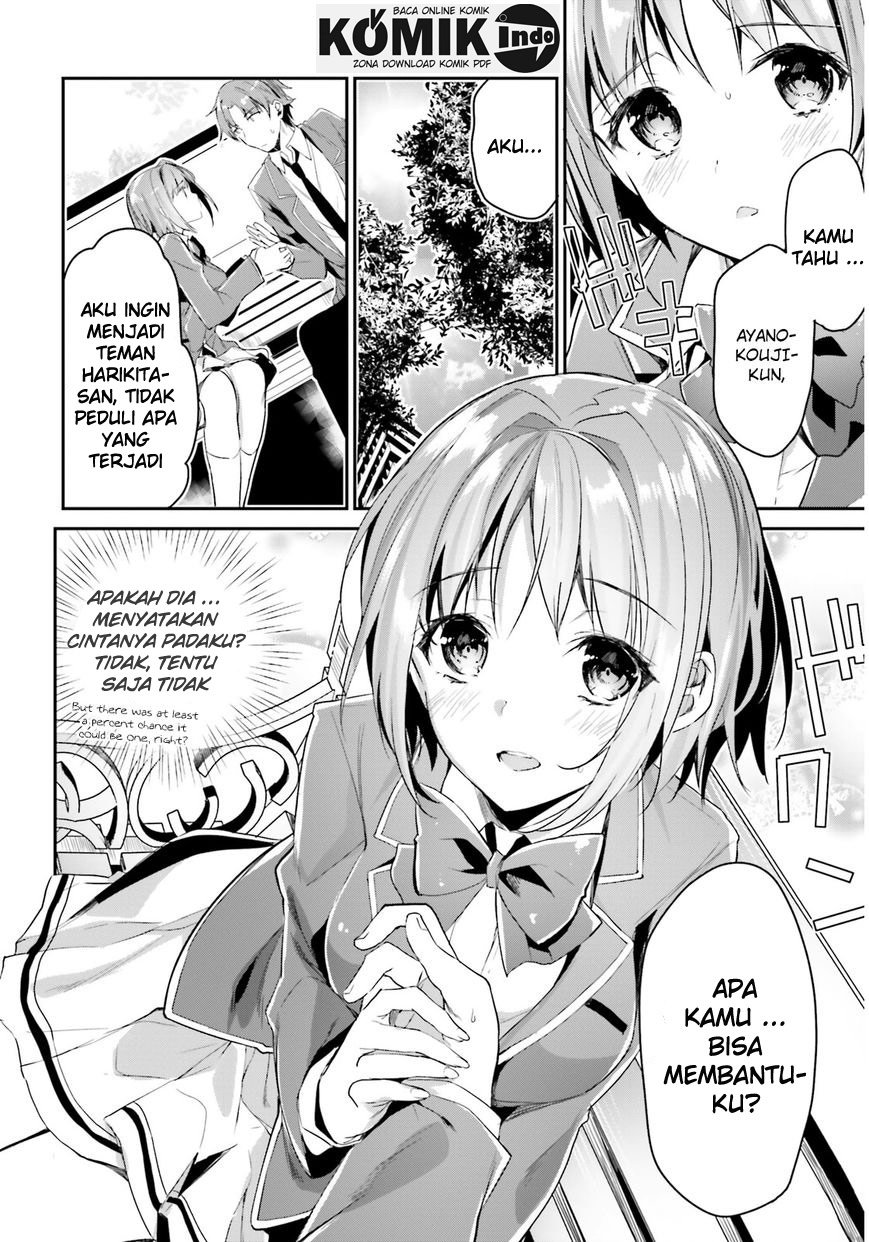 BACA ONLINE KOMIK
KOMIK indo
ZONA DOWNLOAD KOMIK PDF
KAMU
TAHU ...
AYANO-
KOUJI-
KUN,
AKU...
AKU INGIN
MENJADI
TEMAN
HARIKITA-
SAN, TIDAK
PEDULI APA
YANG
TERJADI
APAKAH DIA ...
MENYATAKAN
CINTANYA PADAKU?
TIDAK, TENTU
SAJA TIDAK
But there was at least
a percent chance it
could be one, right?
APA
KAMU ...
BISA
MEMBANTU-
KU?